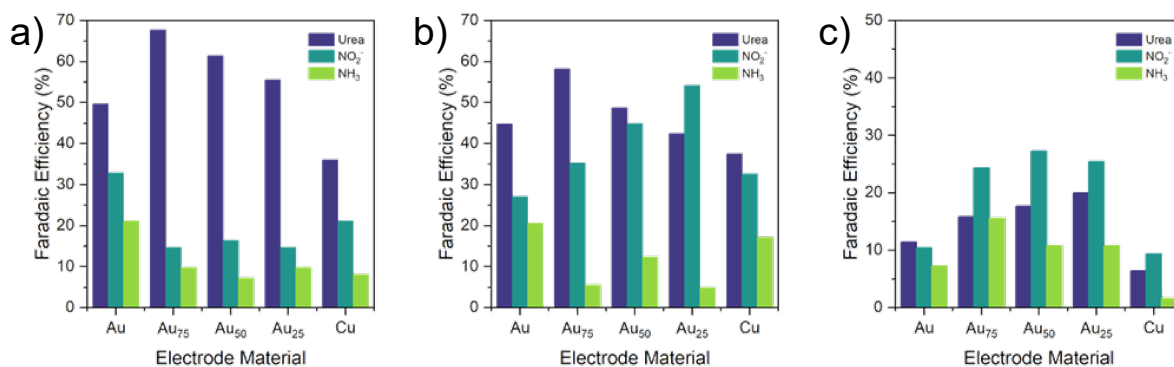 a)
70
60
50
40
30
20
10
0
Faradaic Efficiency (%)
Urea
NO₂⁻
NH₃
Au Au₇₅ Au₅₀ Au₂₅ Cu
Electrode Material
b)
70
60
50
40
30
20
10
0
Faradaic Efficiency (%)
Urea
NO₂⁻
NH₃
Au Au₇₅ Au₅₀ Au₂₅ Cu
Electrode Material
c)
50
40
30
20
10
0
Faradaic Efficiency (%)
Urea
NO₂⁻
NH₃
Au Au₇₅ Au₅₀ Au₂₅ Cu
Electrode Material